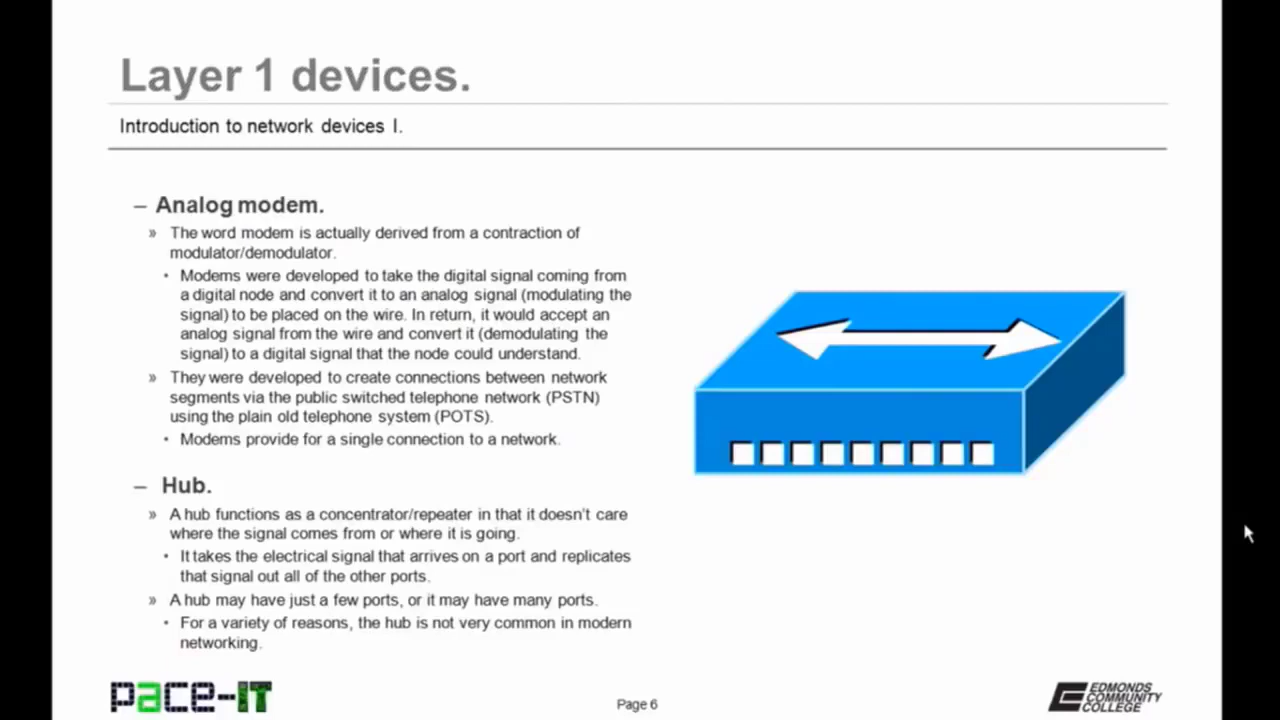 Layer 1 devices.
Introduction to network devices I.
– Analog modem.
» The word modem is actually derived from a contraction of
modulator/demodulator.
• Modems were developed to take the digital signal coming from
a digital node and convert it to an analog signal (modulating the
signal) to be placed on the wire. In return, it would accept an
analog signal from the wire and convert it (demodulating the
signal) to a digital signal that the node could understand.
» They were developed to create connections between network
segments via the public switched telephone network (PSTN)
using the plain old telephone system (POTS).
• Modems provide for a single connection to a network.
– Hub.
» A hub functions as a concentrator/repeater in that it doesn't care
where the signal comes from or where it is going.
• It takes the electrical signal that arrives on a port and replicates
that signal out all of the other ports.
» A hub may have just a few ports, or it may have many ports.
• For a variety of reasons, the hub is not very common in modern
networking.
pace-IT
Page 6
EDMONDS
COMMUNITY
COLLEGE